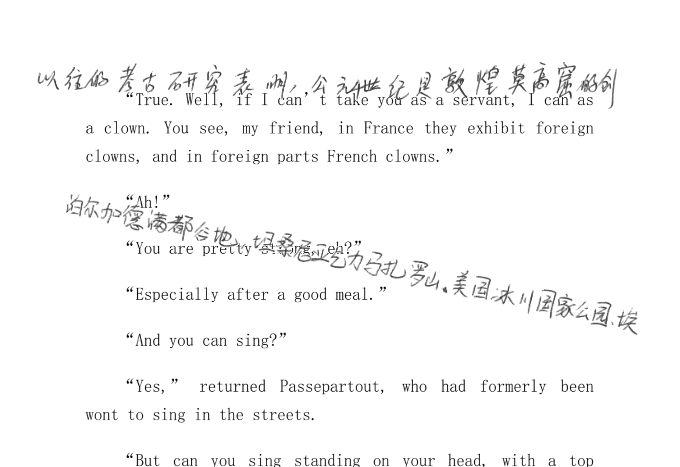 以往的考古研究表明,公元4世纪是敦煌莫高窟的创
“True. Well, if I can’t take you as a servant, I can as
a clown. You see, my friend, in France they exhibit foreign
clowns, and in foreign parts French clowns.”
“Ah!”
泊尔加德满都谷地、坦桑尼亚乞力马扎罗山、美国冰川国家公园、埃
“You are pretty strong, eh?”
“Especially after a good meal.”
“And you can sing?”
“Yes,” returned Passepartout, who had formerly been
wont to sing in the streets.
“But can you sing standing on your head, with a top